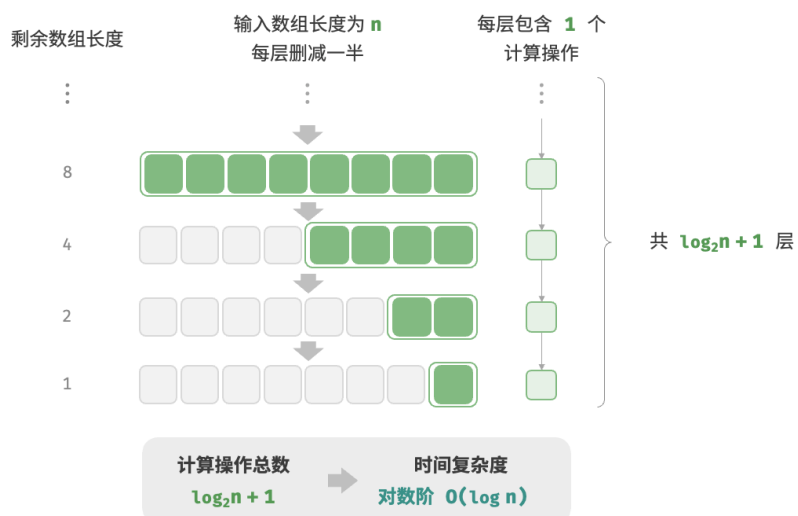 剩余数组长度
输入数组长度为 n
每层删减一半
每层包含 1 个
计算操作
8
4
2
1
共 log₂n + 1 层
计算操作总数
log₂n + 1
时间复杂度
对数阶 O(log n)